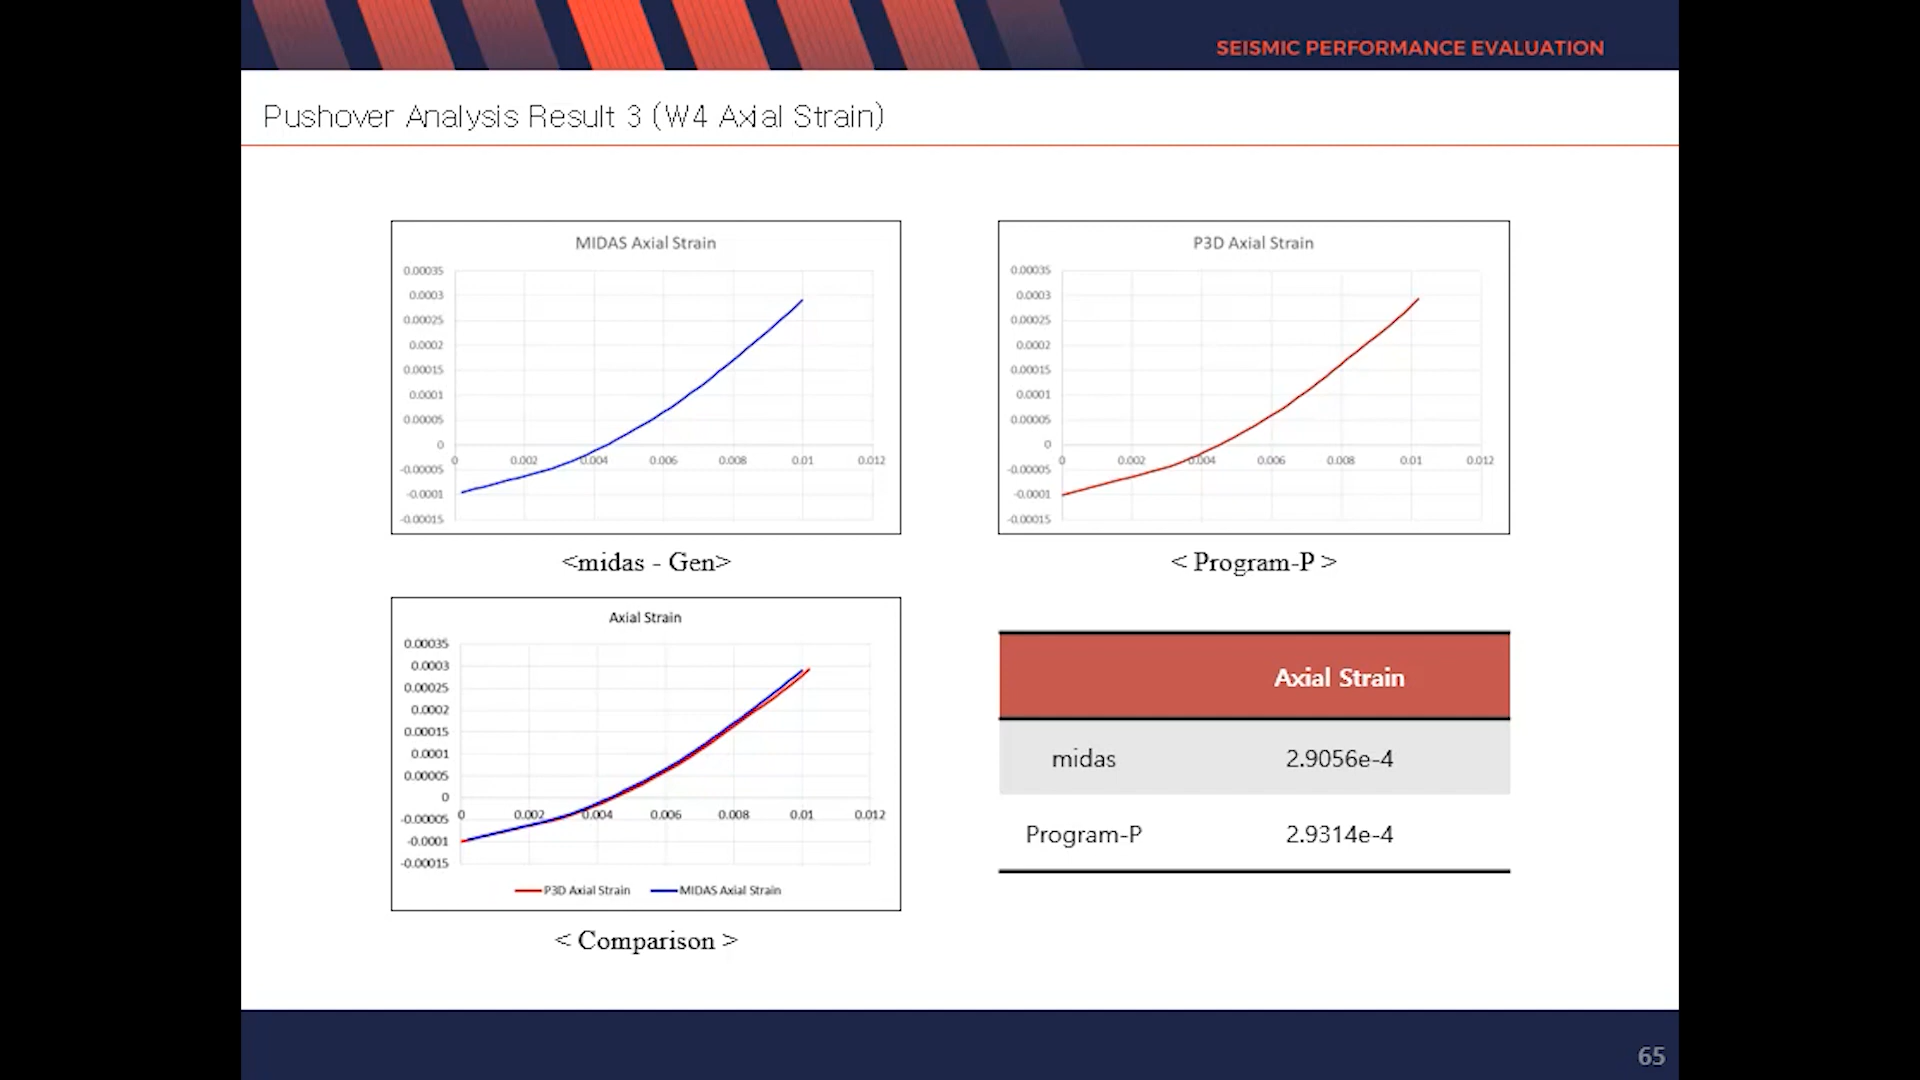 SEISMIC PERFORMANCE EVALUATION
Pushover Analysis Result 3 (W4 Axial Strain)
MIDAS Axial Strain
0.00035
0.0003
0.00025
0.0002
0.00015
0.0001
0.00005
0
-0.00005
-0.0001
-0.00015
0 0.002 0.004 0.006 0.008 0.01 0.012
<midas - Gen>
P3D Axial Strain
0.00035
0.0003
0.00025
0.0002
0.00015
0.0001
0.00005
0
-0.00005
-0.0001
-0.00015
0 0.002 0.004 0.006 0.008 0.01 0.012
< Program-P >
Axial Strain
0.00035
0.0003
0.00025
0.0002
0.00015
0.0001
0.00005
0
-0.00005
-0.0001
-0.00015
0 0.002 0.004 0.006 0.008 0.01 0.012
P3D Axial Strain MIDAS Axial Strain
< Comparison >
Axial Strain
midas 2.9056e-4
Program-P 2.9314e-4
65